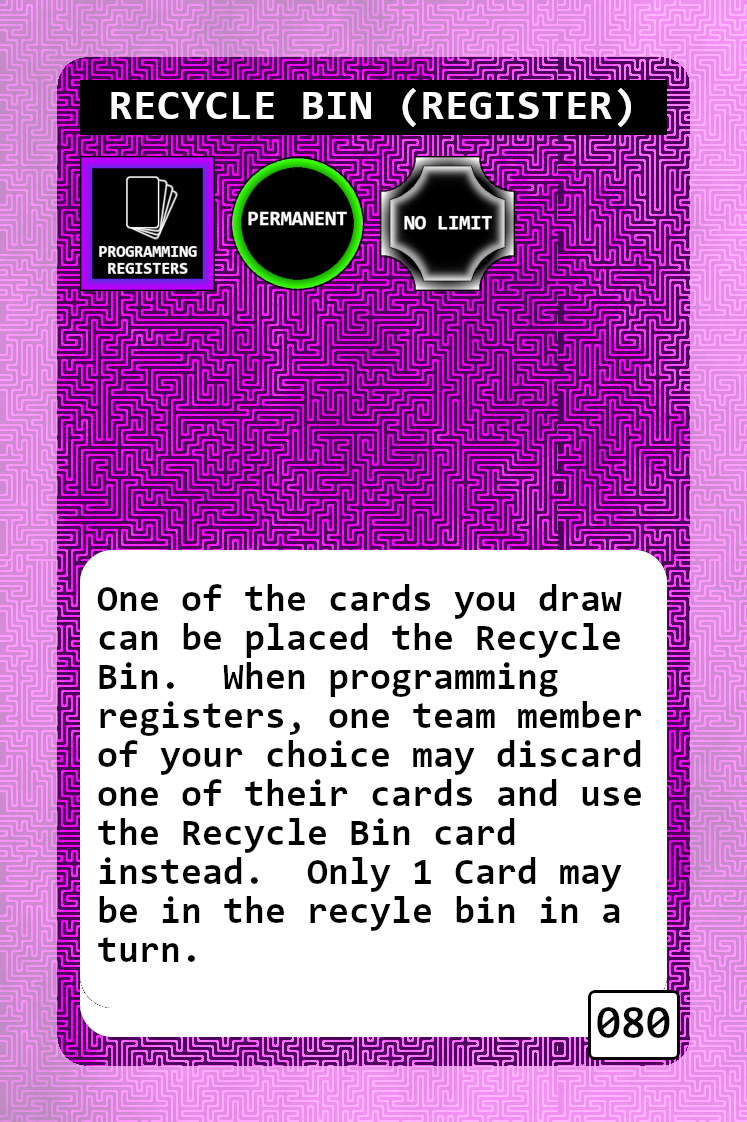 RECYCLE BIN (REGISTER)
PROGRAMMING
REGISTERS
PERMANENT
NO LIMIT
One of the cards you draw
can be placed the Recycle
Bin.  When programming
registers, one team member
of your choice may discard
one of their cards and use
the Recycle Bin card
instead.  Only 1 Card may
be in the recyle bin in a
turn.
080